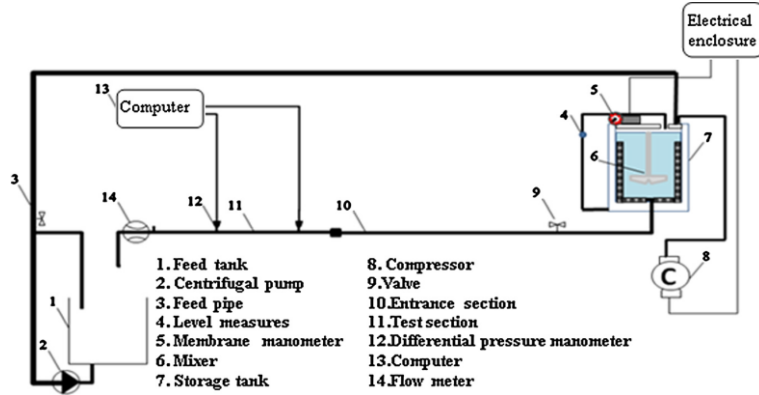 Electrical
enclosure
13
Computer
5
4
7
6
3
14
12
11
10
9
8
C
1
2
1. Feed tank
2. Centrifugal pump
3. Feed pipe
4. Level measures
5. Membrane manometer
6. Mixer
7. Storage tank
8. Compressor
9. Valve
10. Entrance section
11. Test section
12. Differential pressure manometer
13. Computer
14. Flow meter